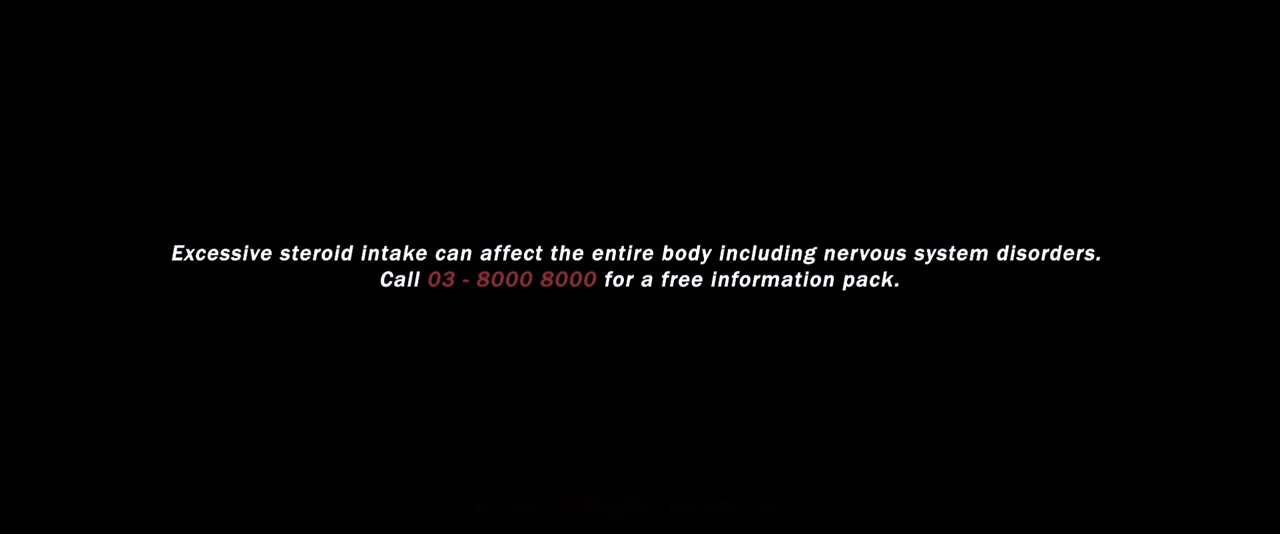 Excessive steroid intake can affect the entire body including nervous system disorders.
Call 03 - 8000 8000 for a free information pack.